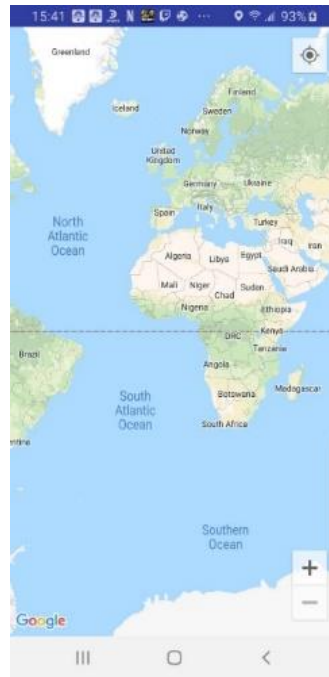 15:41 N ... 93%
Greenland
Finland
Iceland
Sweden
Norway
United
Kingdom
Germany
Ukraine
Spain
Italy
Turkey
North
Atlantic
Ocean
Iraq
Iran
Algeria
Libya
Egypt
Saudi Arabia
Mali
Niger
Chad
Sudan
Nigeria
Ethiopia
DRC
Kenya
Brazil
Tanzania
Angola
Botswana
Madagascar
South
Atlantic
Ocean
South Africa
entina
Southern
Ocean
+
−
Google